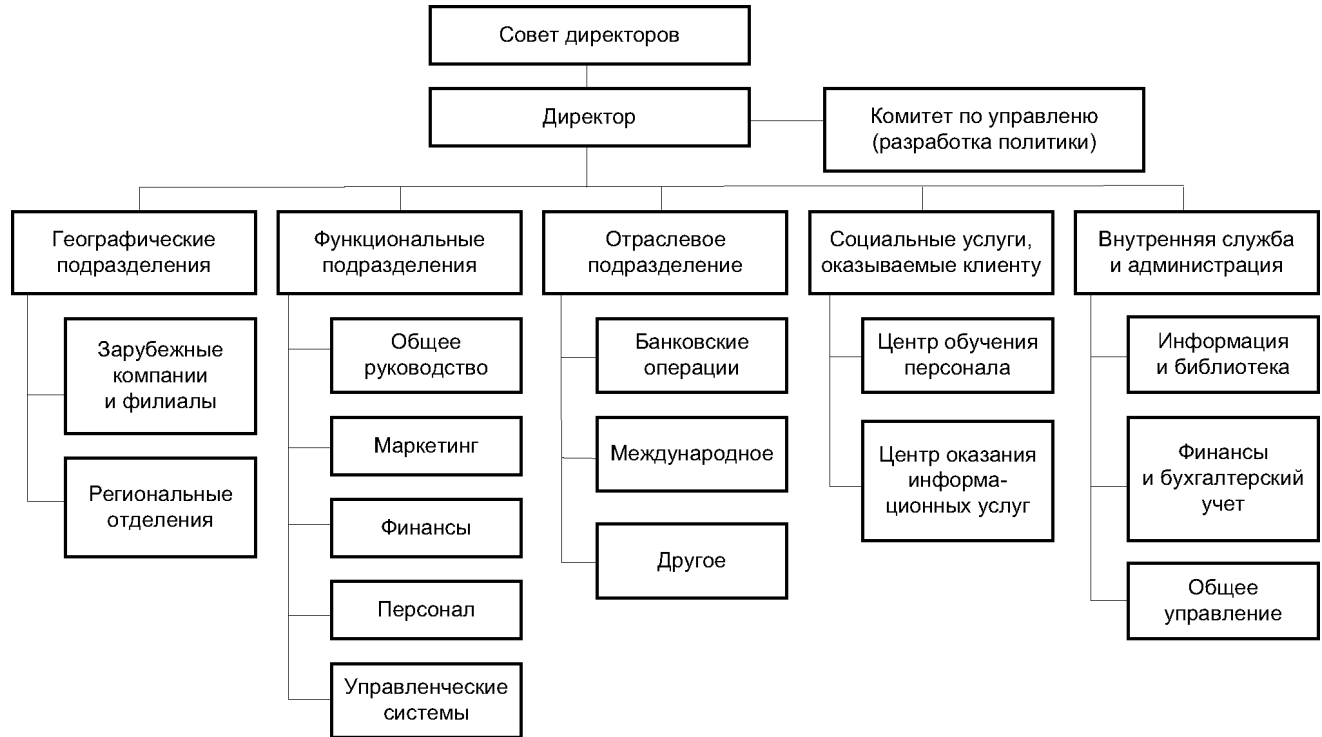 Совет директоров
Директор
Комитет по управленю
(разработка политики)
Географические
подразделения
Функциональные
подразделения
Отраслевое
подразделение
Социальные услуги,
оказываемые клиенту
Внутренняя служба
и администрация
Зарубежные
компании
и филиалы
Региональные
отделения
Общее
руководство
Маркетинг
Финансы
Персонал
Управленческие
системы
Банковские
операции
Международное
Другое
Центр обучения
персонала
Центр оказания
информа-
ционных услуг
Информация
и библиотека
Финансы
и бухгалтерский
учет
Общее
управление